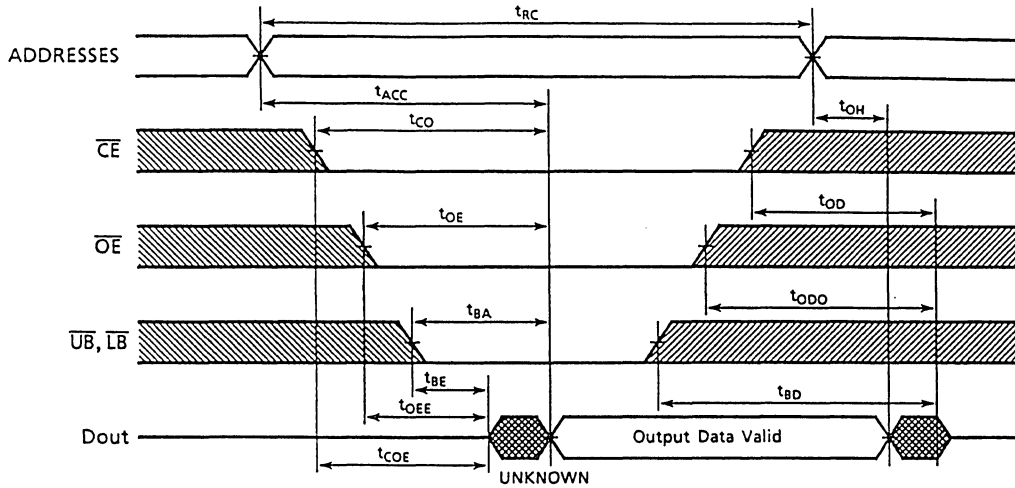 tRC
ADDRESSES
tACC
tCO
tOH
CE
tOD
tOE
OE
tODO
tBA
UB, LB
tBE
tBD
tOEE
Dout
Output Data Valid
tCOE
UNKNOWN